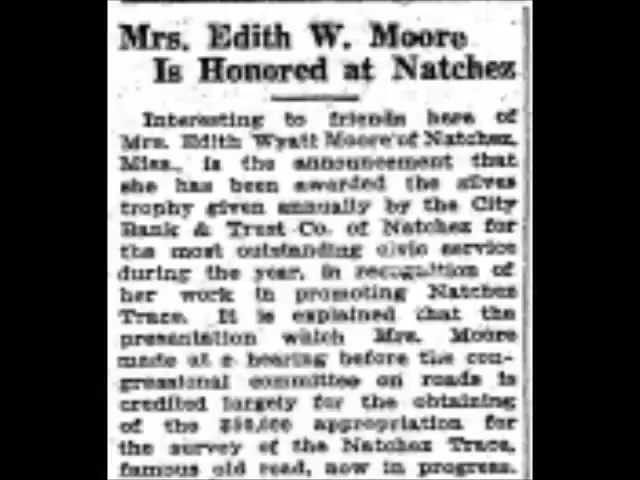 Mrs. Edith W. Moore
Is Honored at Natchez
Interesting to friends here of
Mrs. Edith Wyatt Moore of Natchez,
Miss., is the announcement that
she has been awarded the silver
trophy given annually by the City
Bank & Trust Co. of Natchez for
the most outstanding civic service
during the year, in recognition of
her work in promoting Natchez
Trace. It is explained that the
presentation which Mrs. Moore
made at a hearing before the con-
gressional committee on roads is
credited largely for the obtaining
of the appropriation for
the survey of the Natchez Trace,
famous old road, now in progress.